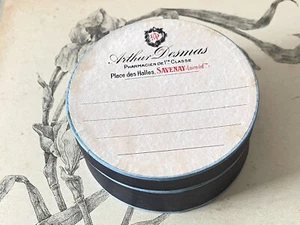 Arthur Desmas
PHARMACIEN DE 1RE CLASSE
Place des Halles, SAVENAY